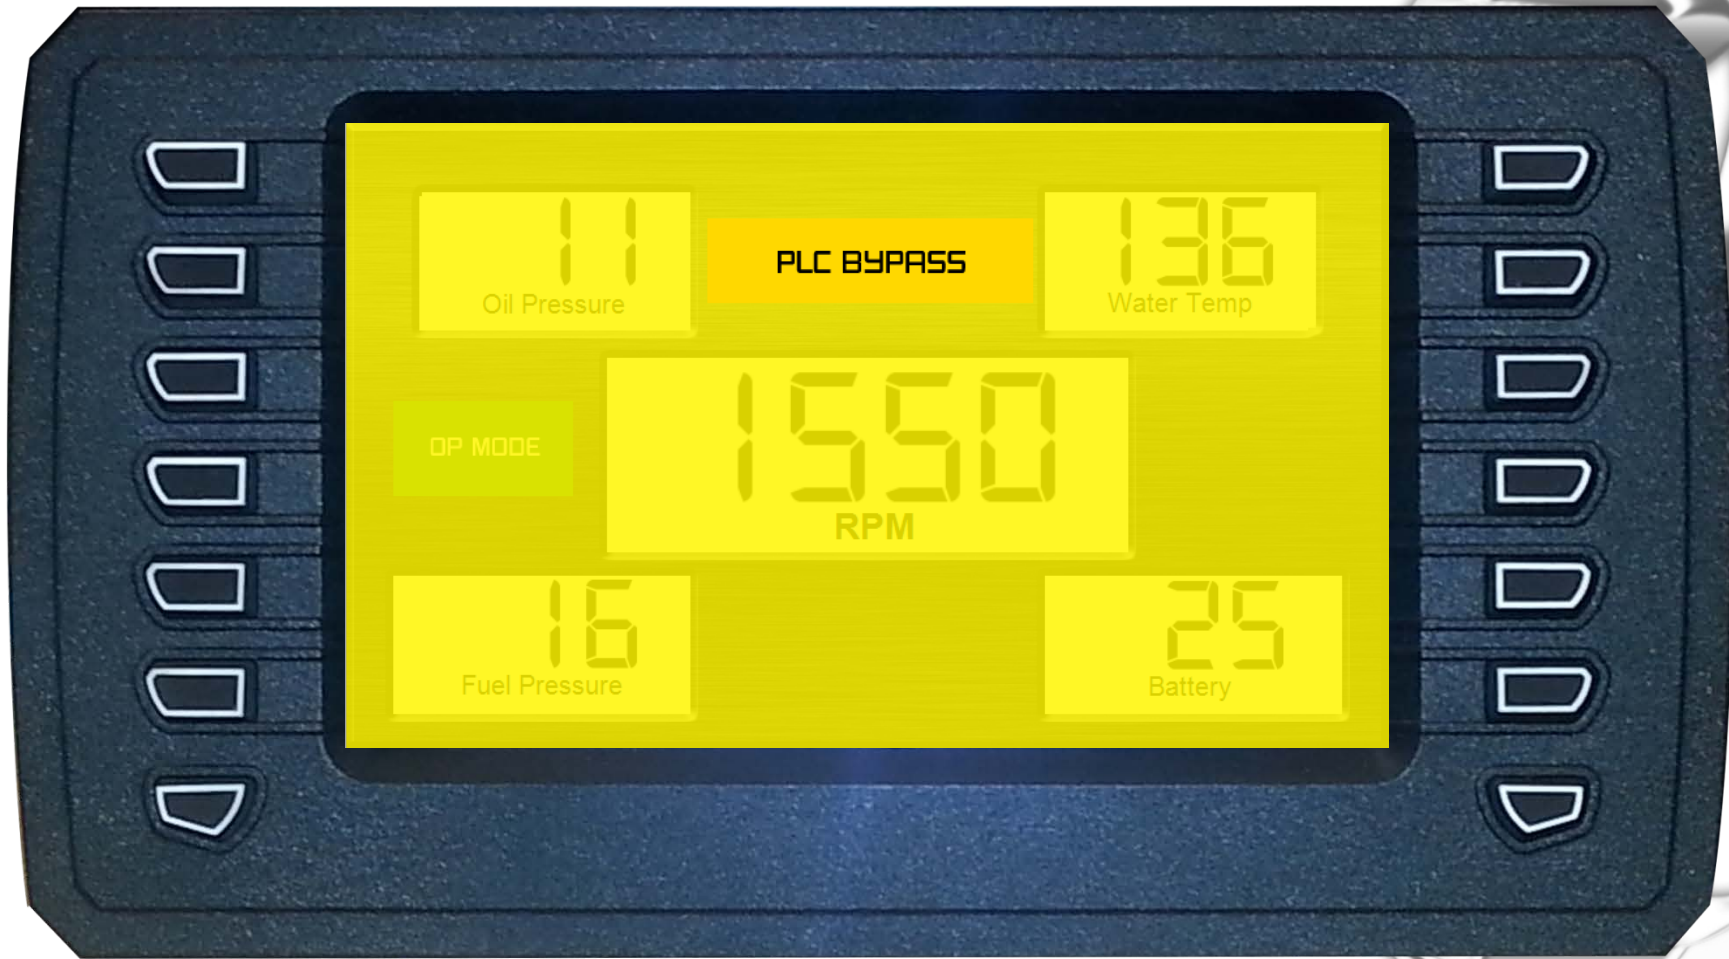 11
Oil Pressure
PLC BYPASS
136
Water Temp
OP MODE
1550
RPM
16
Fuel Pressure
25
Battery